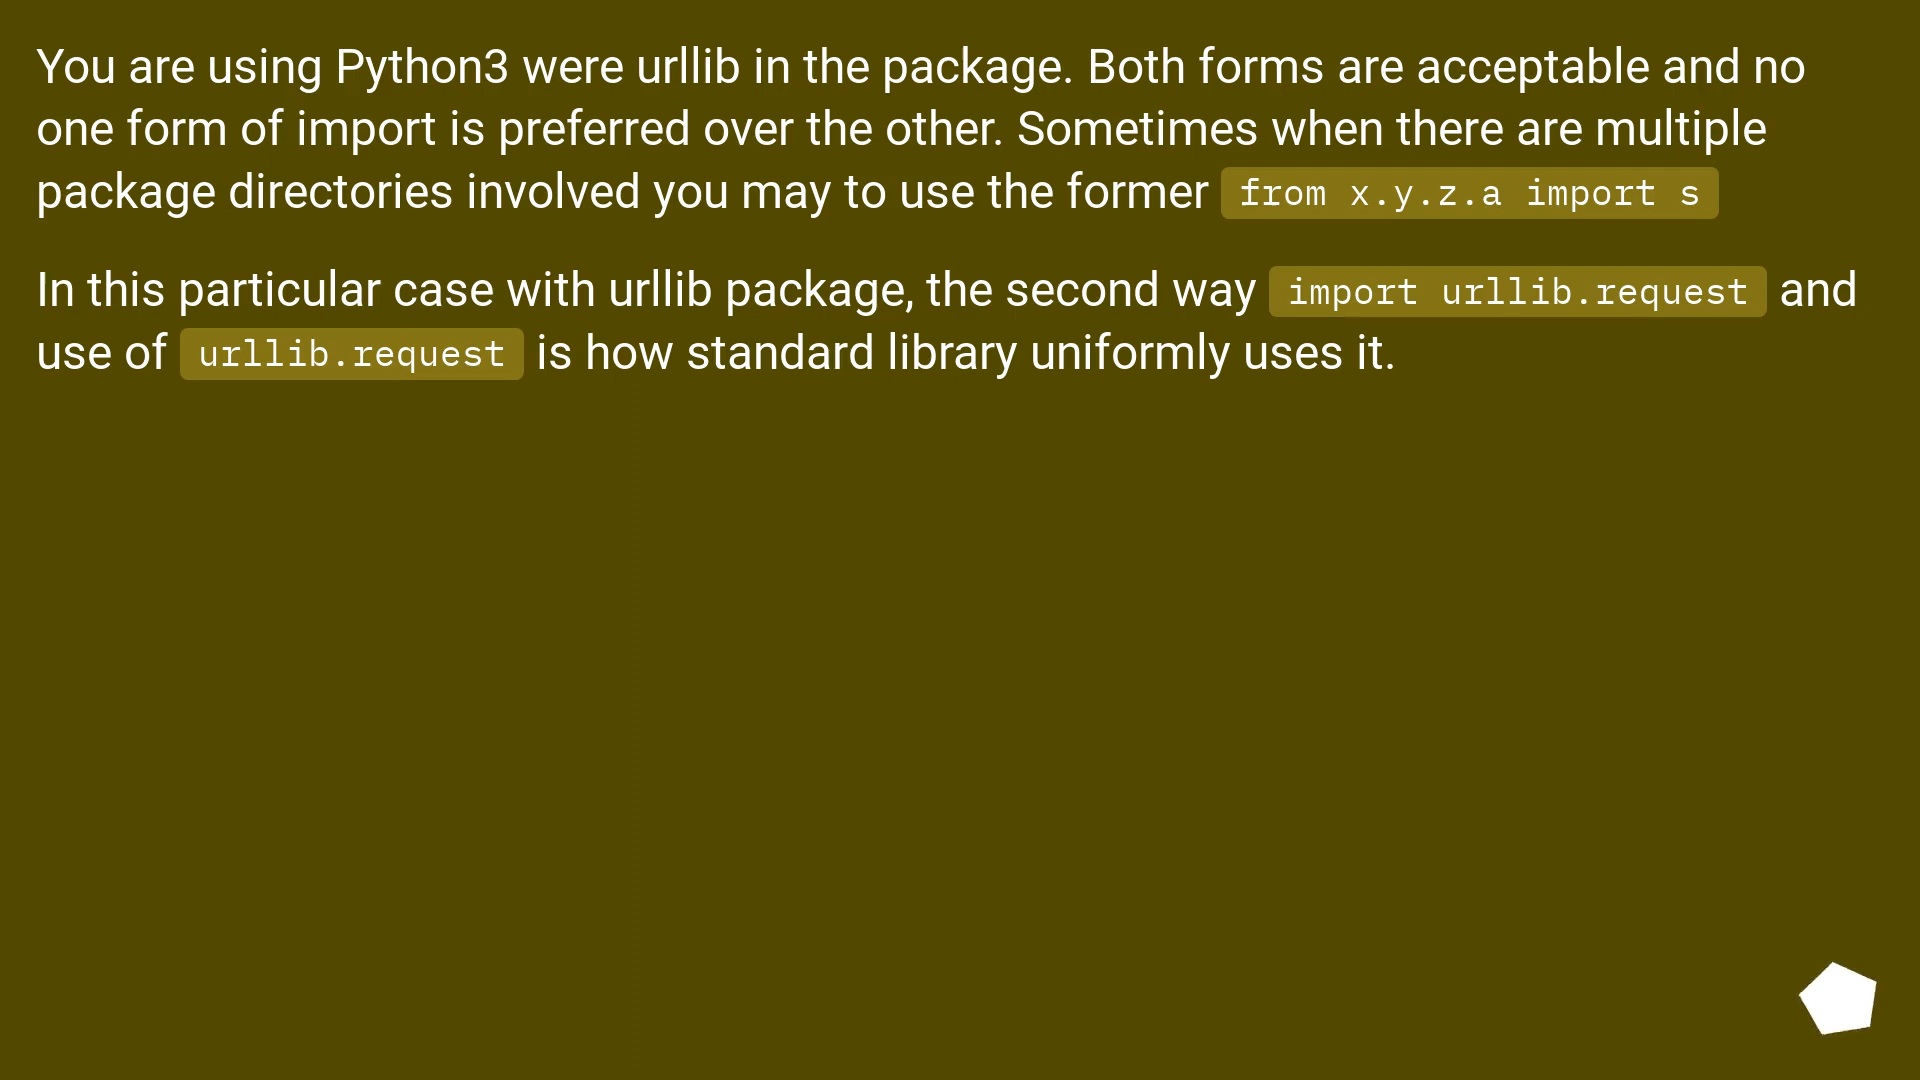 You are using Python3 were urllib in the package. Both forms are acceptable and no
one form of import is preferred over the other. Sometimes when there are multiple
package directories involved you may to use the former from x.y.z.a import s
In this particular case with urllib package, the second way import urllib.request and
use of urllib.request is how standard library uniformly uses it.